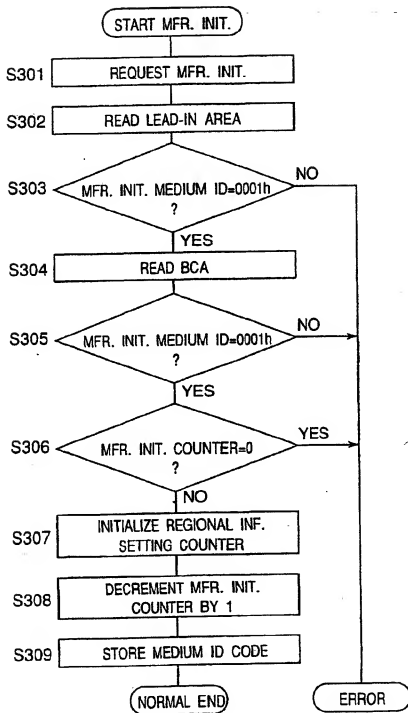 START MFR. INIT.
S301
REQUEST MFR. INIT.
S302
READ LEAD-IN AREA
S303
MFR. INIT. MEDIUM ID=0001h
?
NO
YES
S304
READ BCA
S305
MFR. INIT. MEDIUM ID=0001h
?
NO
YES
S306
MFR. INIT. COUNTER=0
?
YES
NO
S307
INITIALIZE REGIONAL INF.
SETTING COUNTER
S308
DECREMENT MFR. INIT.
COUNTER BY 1
S309
STORE MEDIUM ID CODE
NORMAL END
ERROR